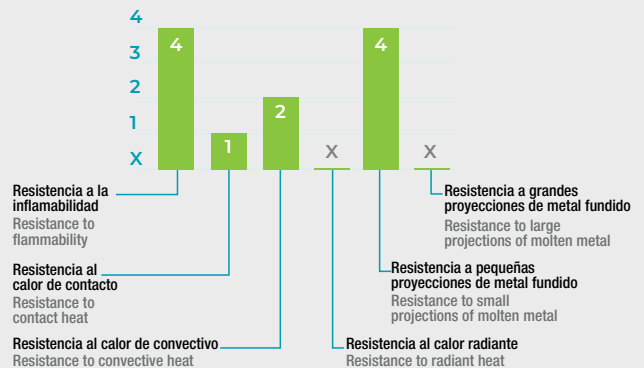 4
3
2
1
X
4
1
2
X
4
X
Resistencia a la
inflamabilidad
Resistance to
flammability
Resistencia al
calor de contacto
Resistance to
contact heat
Resistencia al calor de convectivo
Resistance to convective heat
Resistencia a grandes
proyecciones de metal fundido
Resistance to large
projections of molten metal
Resistencia a pequeñas
proyecciones de metal fundido
Resistance to small
projections of molten metal
Resistencia al calor radiante
Resistance to radiant heat